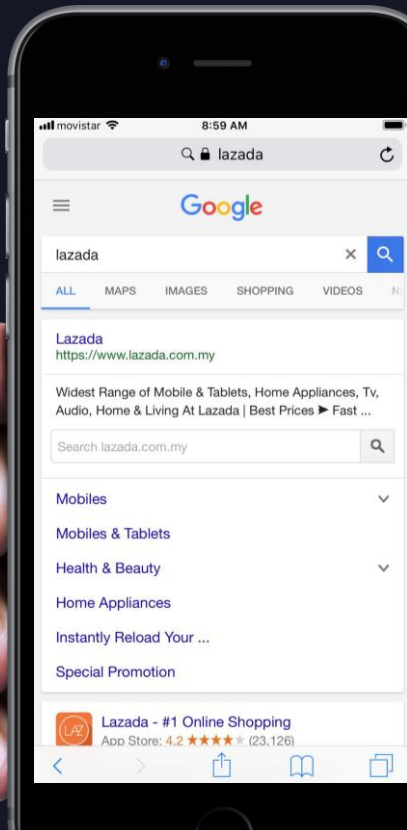 movistar 8:59 AM
lazada
Google
lazada
ALL MAPS IMAGES SHOPPING VIDEOS
Lazada
https://www.lazada.com.my
Widest Range of Mobile & Tablets, Home Appliances, Tv,
Audio, Home & Living At Lazada | Best Prices ➤ Fast ...
Search lazada.com.my
Mobiles
Mobiles & Tablets
Health & Beauty
Home Appliances
Instantly Reload Your ...
Special Promotion
LAZ
Lazada - #1 Online Shopping
App Store: 4.2 ★★★★★ (23,126)